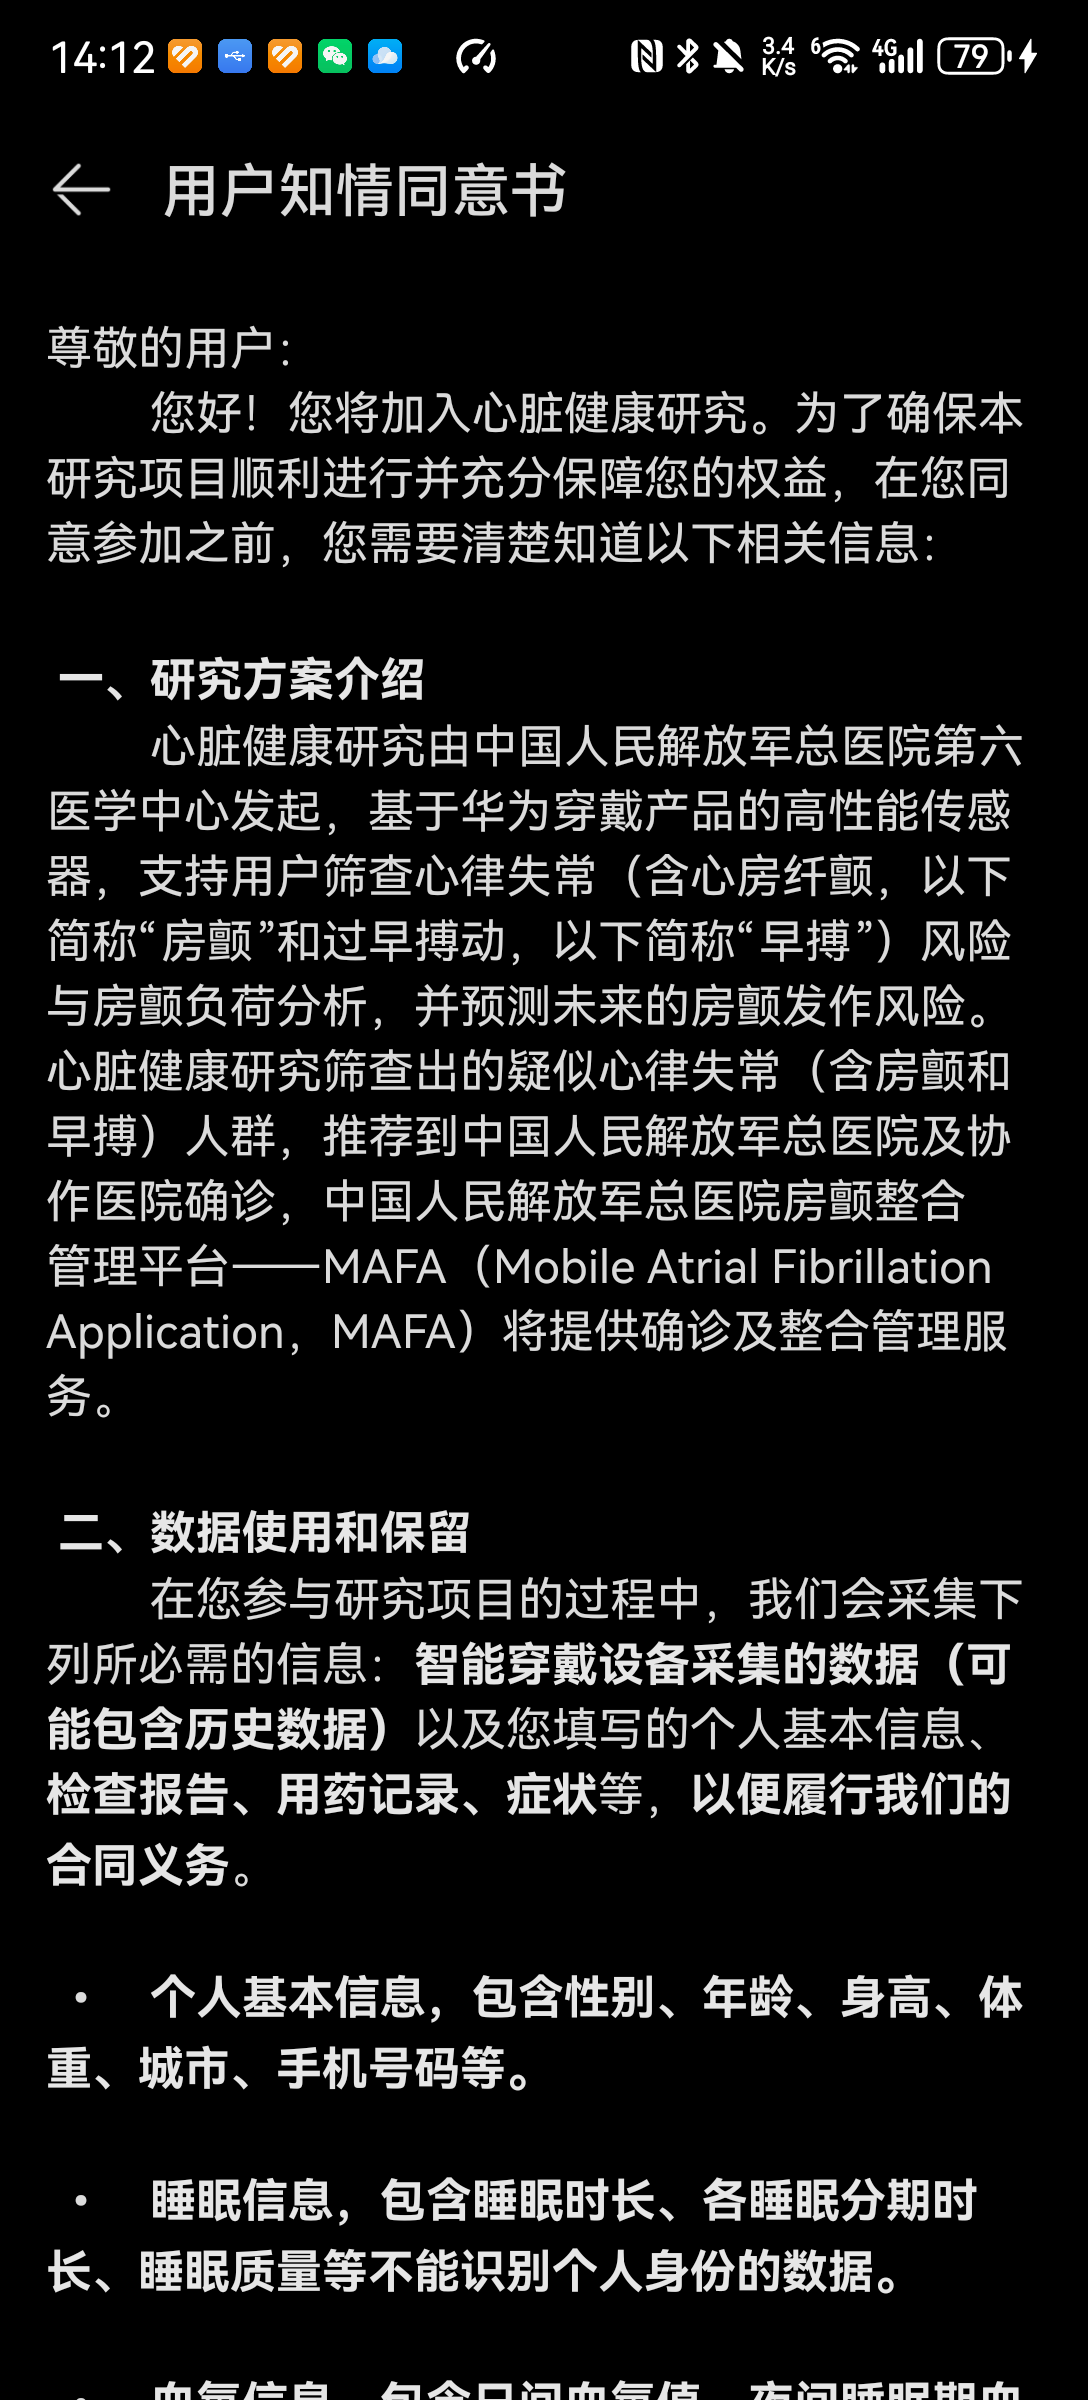 14:12
3.4
K/s
6
4G
79
用户知情同意书
尊敬的用户：
您好！您将加入心脏健康研究。为了确保本
研究项目顺利进行并充分保障您的权益，在您同
意参加之前，您需要清楚知道以下相关信息：
一、研究方案介绍
心脏健康研究由中国人民解放军总医院第六
医学中心发起，基于华为穿戴产品的高性能传感
器，支持用户筛查心律失常（含心房纤颤，以下
简称“房颤”和过早搏动，以下简称“早搏”）风险
与房颤负荷分析，并预测未来的房颤发作风险。
心脏健康研究筛查出的疑似心律失常（含房颤和
早搏）人群，推荐到中国人民解放军总医院及协
作医院确诊，中国人民解放军总医院房颤整合
管理平台——MAFA（Mobile Atrial Fibrillation
Application，MAFA）将提供确诊及整合管理服
务。
二、数据使用和保留
在您参与研究项目的过程中，我们会采集下
列所必需的信息：智能穿戴设备采集的数据（可
能包含历史数据）以及您填写的个人基本信息、
检查报告、用药记录、症状等，以便履行我们的
合同义务。
• 个人基本信息，包含性别、年龄、身高、体
重、城市、手机号码等。
• 睡眠信息，包含睡眠时长、各睡眠分期时
长、睡眠质量等不能识别个人身份的数据。
• 血氧信息，包含日间血氧值、夜间睡眠期血